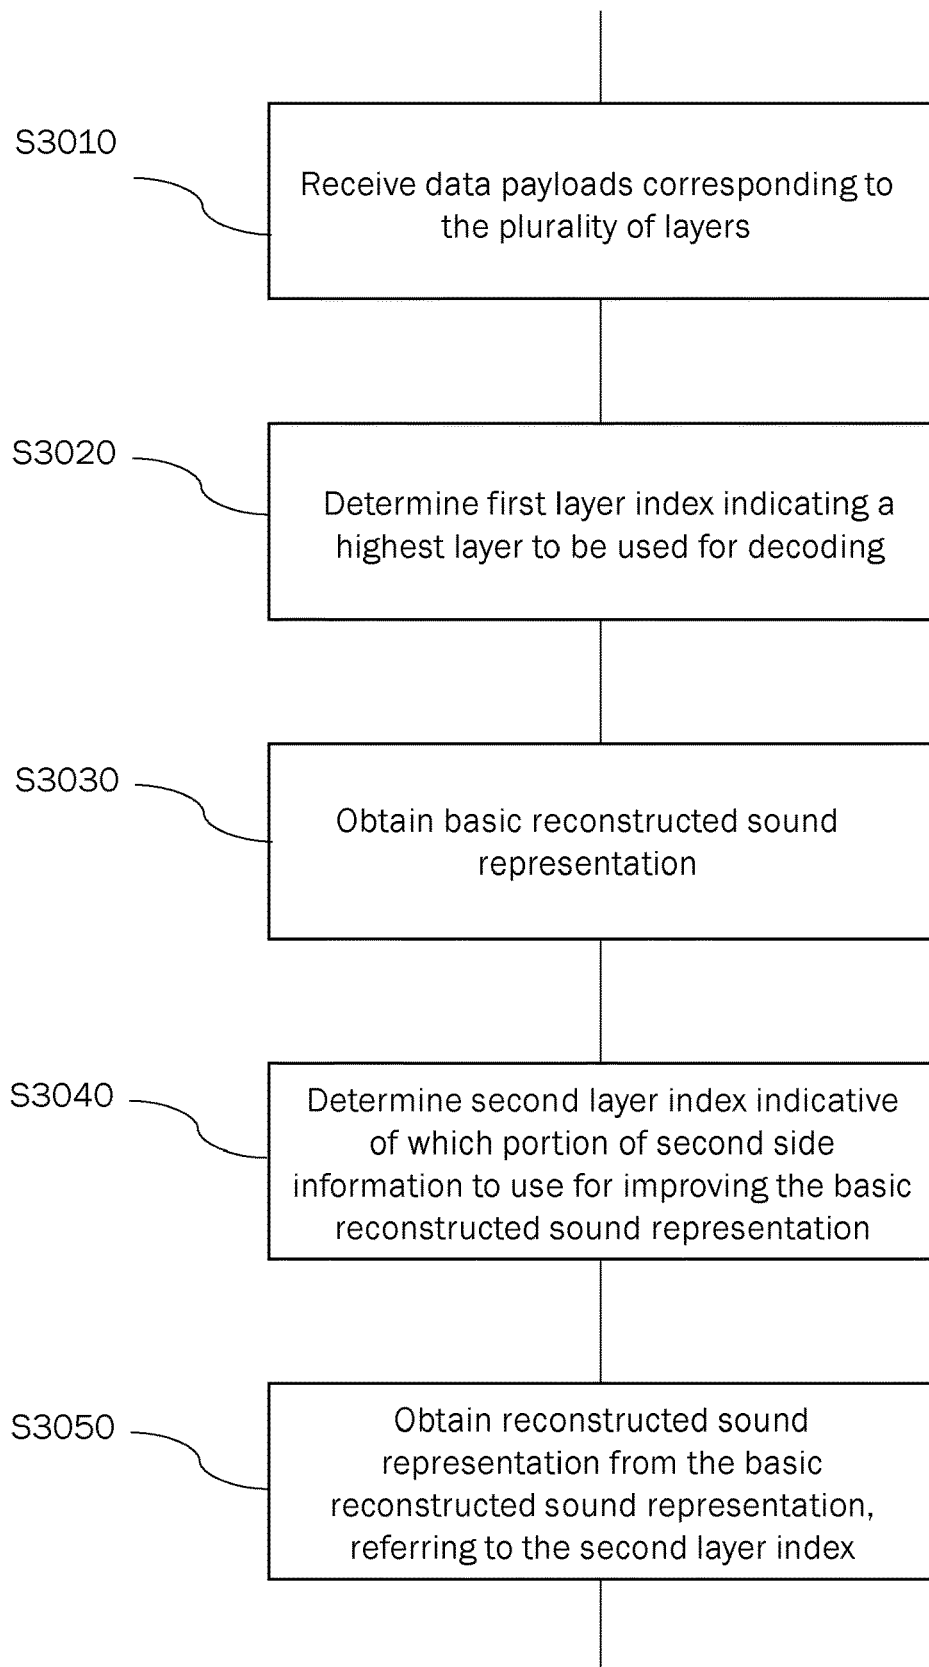 S3010
Receive data payloads corresponding to
the plurality of layers
S3020
Determine first layer index indicating a
highest layer to be used for decoding
S3030
Obtain basic reconstructed sound
representation
S3040
Determine second layer index indicative
of which portion of second side
information to use for improving the basic
reconstructed sound representation
S3050
Obtain reconstructed sound
representation from the basic
reconstructed sound representation,
referring to the second layer index